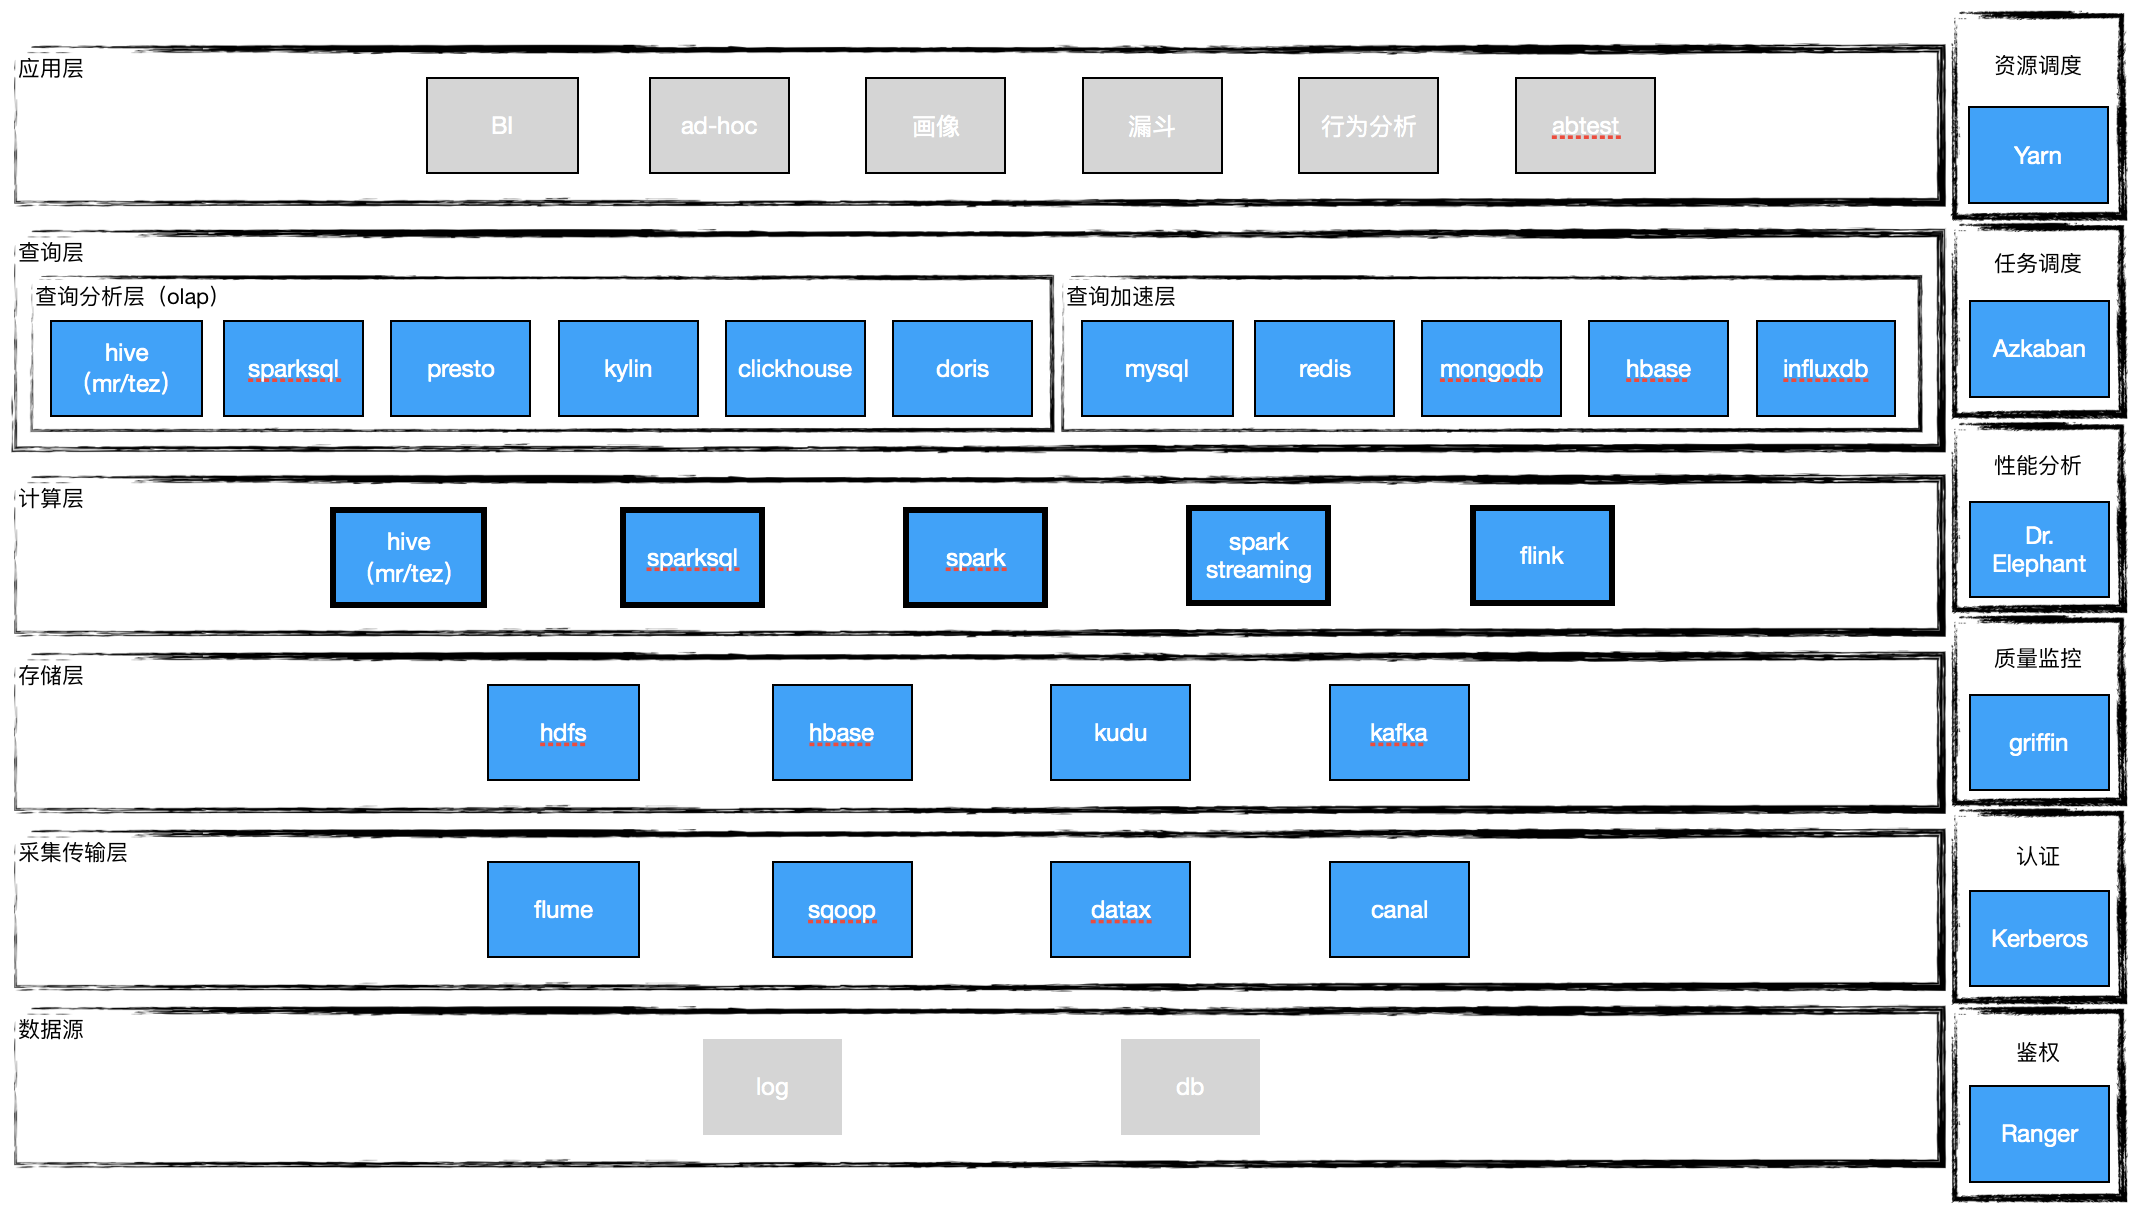 应用层
BI
ad-hoc
画像
漏斗
行为分析
abtest
查询层
查询分析层（olap）
hive
（mr/tez）
sparksql
presto
kylin
clickhouse
doris
查询加速层
mysql
redis
mongodb
hbase
influxdb
计算层
hive
（mr/tez）
sparksql
spark
spark
streaming
flink
存储层
hdfs
hbase
kudu
kafka
采集传输层
flume
sqoop
datax
canal
数据源
log
db
资源调度
Yarn
任务调度
Azkaban
性能分析
Dr.
Elephant
质量监控
griffin
认证
Kerberos
鉴权
Ranger